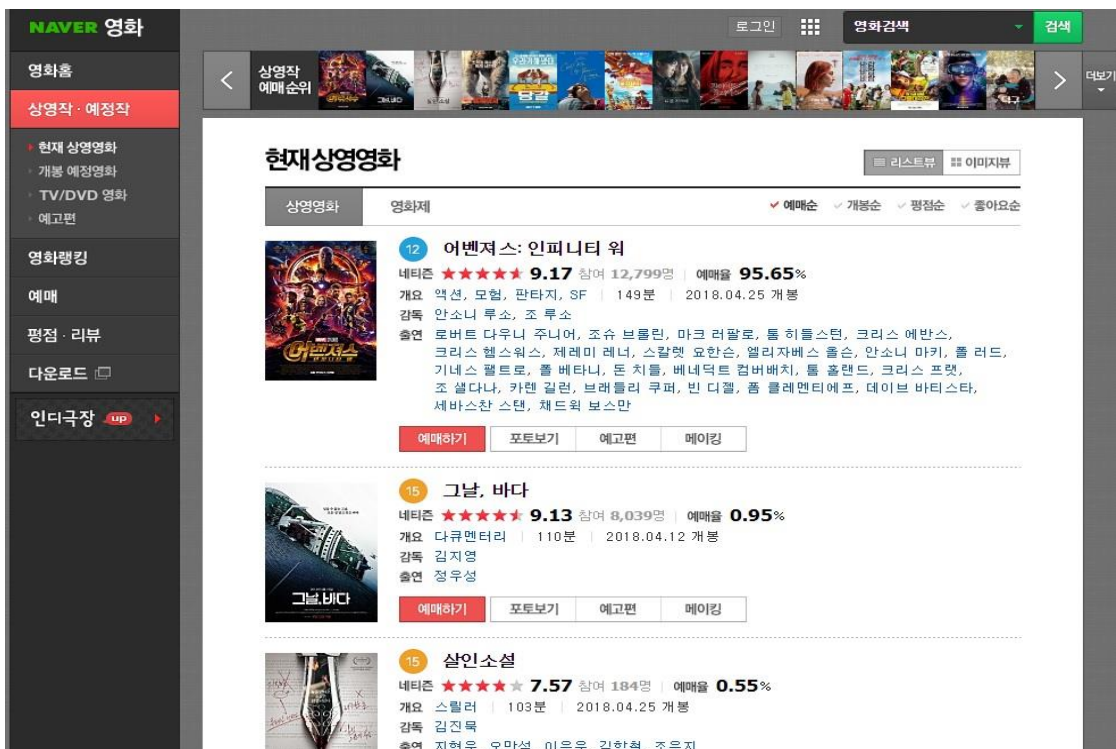 NAVER 영화
로그인
영화검색
검색
영화홈
상영작 · 예정작
현재 상영영화
개봉 예정영화
TV/DVD 영화
예고편
영화랭킹
예매
평점 · 리뷰
다운로드
인디극장 up
상영작
예매 순위
더보기
현재 상영영화
리스트뷰
이미지뷰
상영영화
영화제
예매순
개봉순
평점순
좋아요순
12 어벤져스: 인피니티 워
네티즌 9.17 참여 12,799명 예매율 95.65%
개요 액션, 모험, 판타지, SF 149분 2018.04.25 개봉
감독 안소니 루소, 조 루소
출연 로버트 다우니 주니어, 조슈 브롤린, 마크 러팔로, 톰 히들스턴, 크리스 에반스,
크리스 헴스워스, 제레미 레너, 스칼렛 요한슨, 엘리자베스 올슨, 안소니 마키, 폴 러드,
기네스 팰트로, 폴 베타니, 돈 치들, 베네딕트 컴버배치, 톰 홀랜드, 크리스 프랫,
조 샐다나, 카렌 길런, 브래들리 쿠퍼, 빈 디젤, 폼 클레멘티에프, 데이브 바티스타,
세바스찬 스탠, 채드윅 보스만
예매하기
포토보기
예고편
메이킹
어벤져스
15 그날, 바다
네티즌 9.13 참여 8,039명 예매율 0.95%
개요 다큐멘터리 110분 2018.04.12 개봉
감독 김지영
출연 정우성
예매하기
포토보기
예고편
메이킹
그날, 바다
15 살인소설
네티즌 7.57 참여 184명 예매율 0.55%
개요 스릴러 103분 2018.04.25 개봉
감독 김진묵
출연 지현우, 오만석, 이은우, 김학철, 조은지